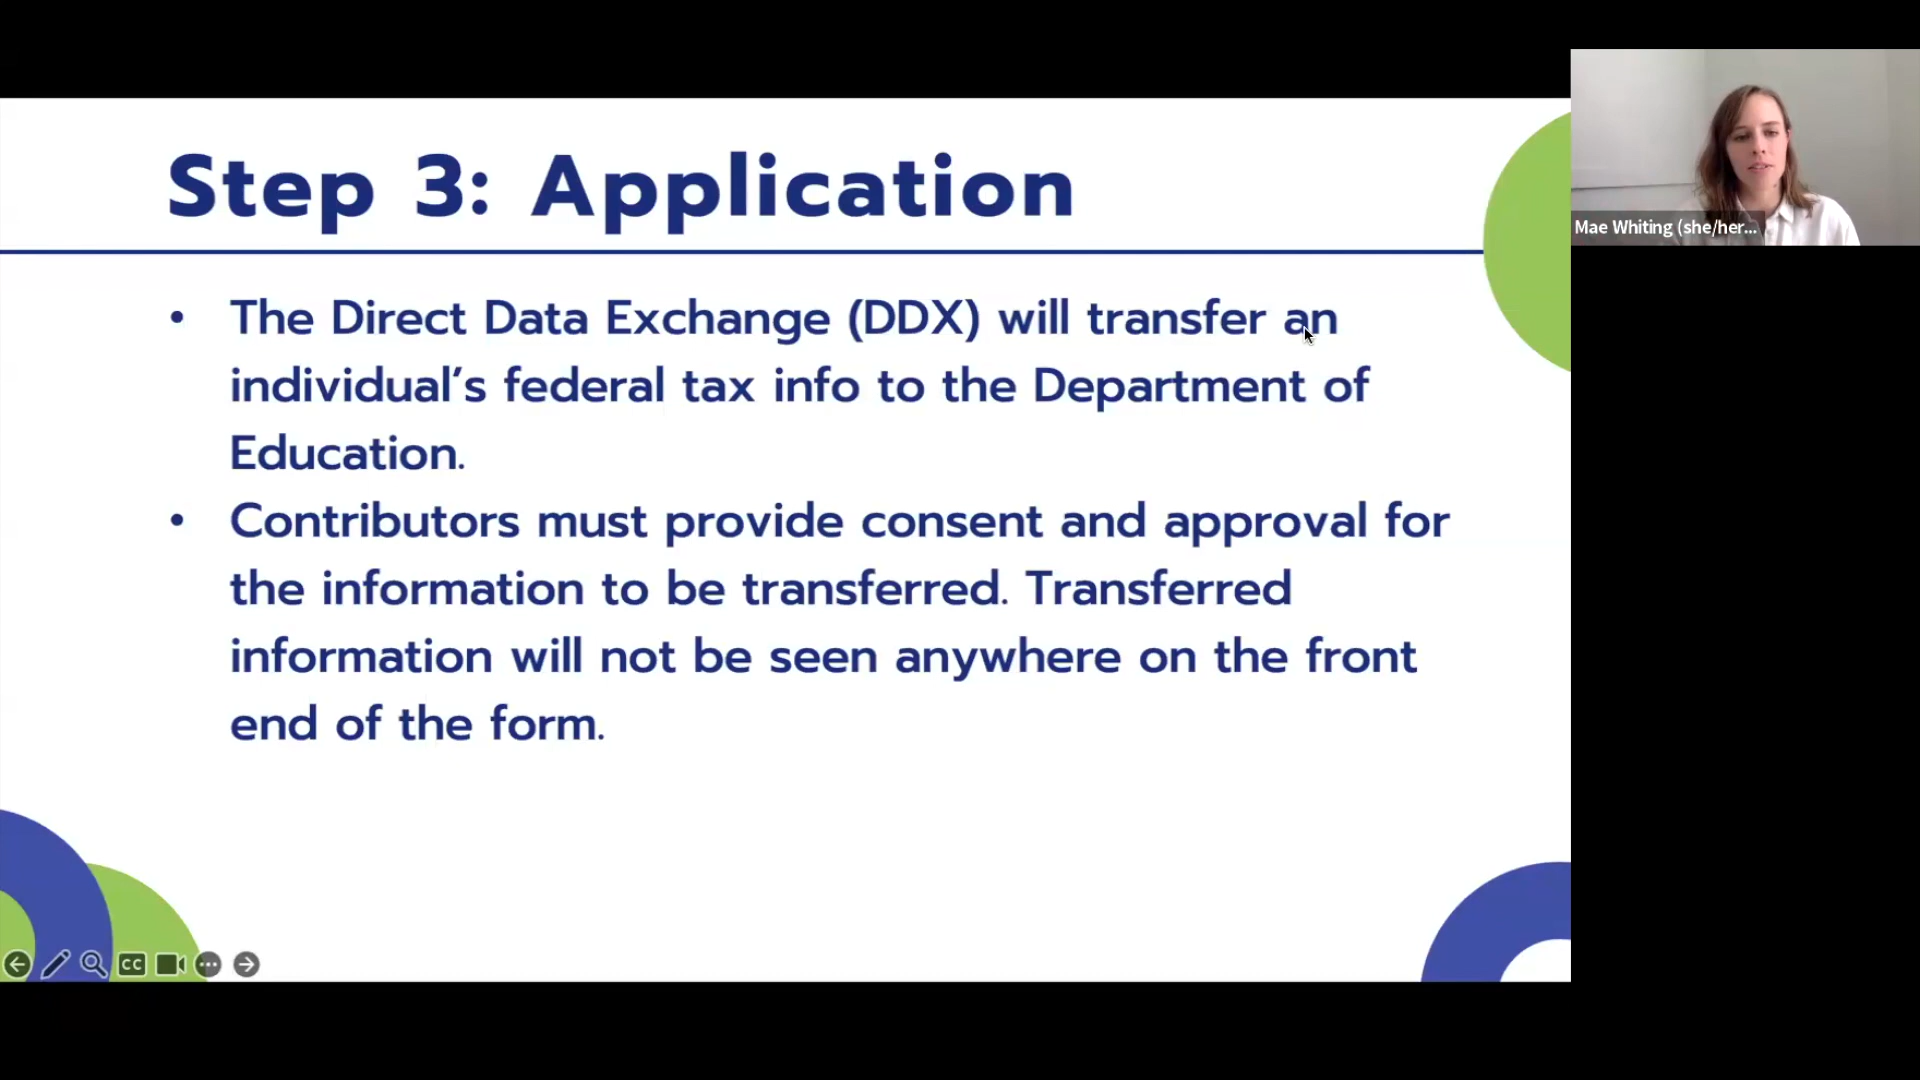 Step 3: Application
• The Direct Data Exchange (DDX) will transfer an
individual’s federal tax info to the Department of
Education.
• Contributors must provide consent and approval for
the information to be transferred. Transferred
information will not be seen anywhere on the front
end of the form.
Mae Whiting (she/her...
CC